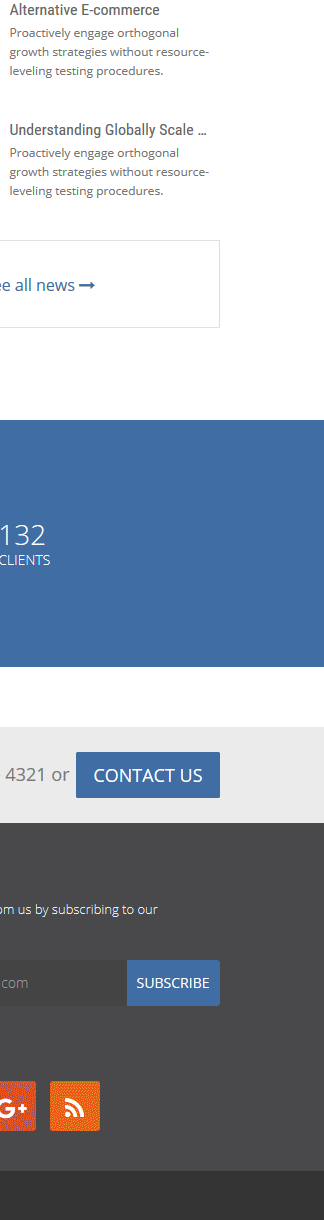 Alternative E-commerce
Proactively engage orthogonal
growth strategies without resource-
leveling testing procedures.
Understanding Globally Scale ...
Proactively engage orthogonal
growth strategies without resource-
leveling testing procedures.
ee all news
132
CLIENTS
4321 or
CONTACT US
om us by subscribing to our
com
SUBSCRIBE
G+